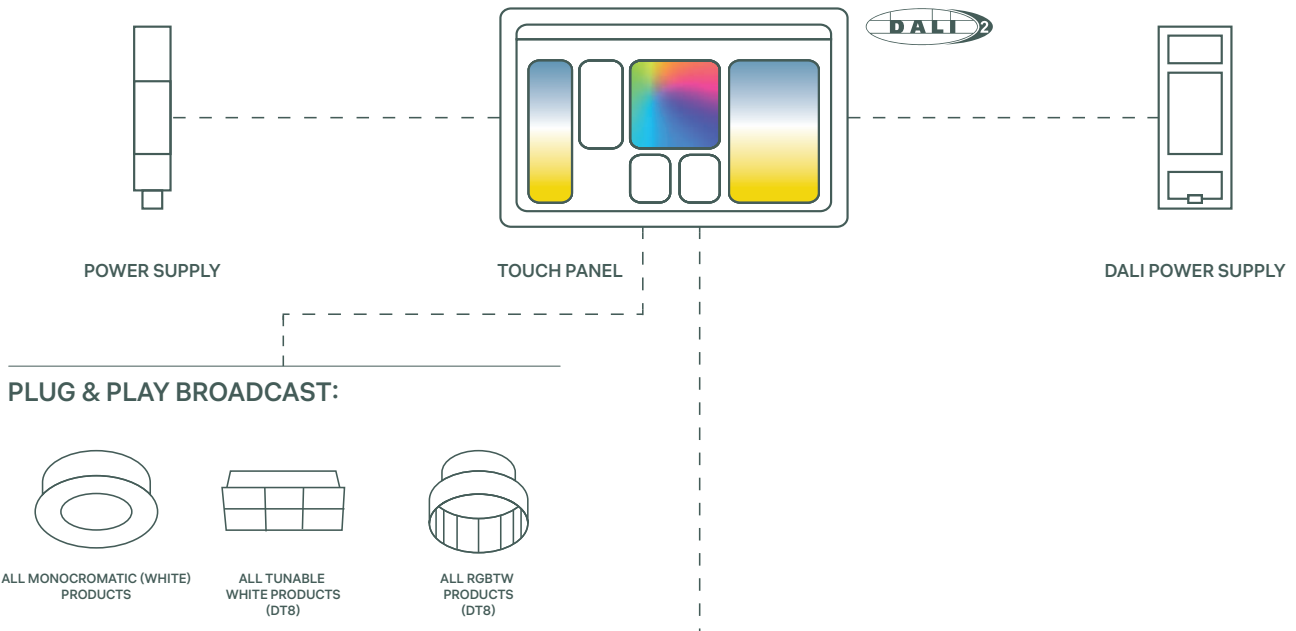 DALI 2
POWER SUPPLY
TOUCH PANEL
DALI POWER SUPPLY
PLUG & PLAY BROADCAST:
ALL MONOCROMATIC (WHITE)
PRODUCTS
ALL TUNABLE
WHITE PRODUCTS
(DT8)
ALL RGBTW
PRODUCTS
(DT8)